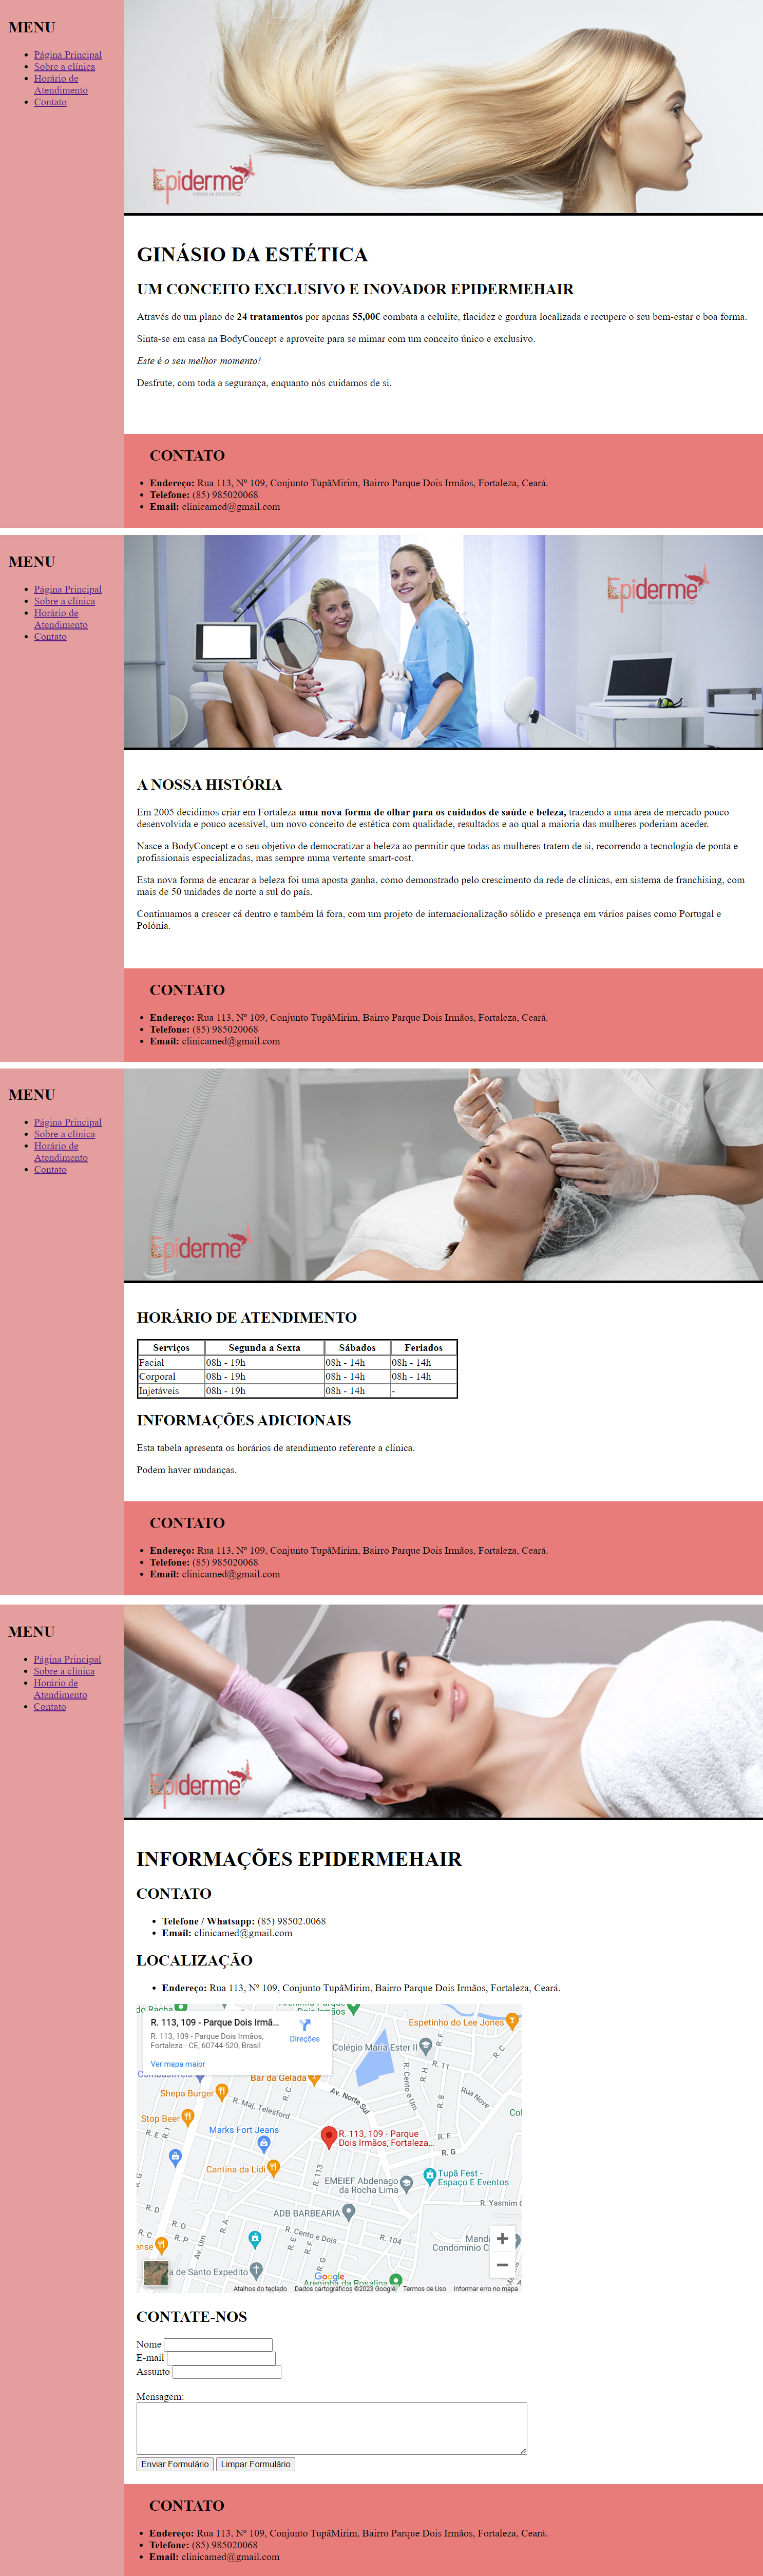 MENU
Página Principal
Sobre a clínica
Horário de
Atendimento
Contato
Epiderme
GINÁSIO DA ESTÉTICA
UM CONCEITO EXCLUSIVO E INOVADOR EPIDERMEHAIR
Através de um plano de 24 tratamentos por apenas 55,00€ combata a celulite, flacidez e gordura localizada e recupere o seu bem-estar e boa forma.
Sinta-se em casa na BodyConcept e aproveite para se mimar com um conceito único e exclusivo.
Este é o seu melhor momento!
Desfrute, com toda a segurança, enquanto nós cuidamos de si.
CONTATO
Endereço: Rua 113, Nº 109, Conjunto TupãMirim, Bairro Parque Dois Irmãos, Fortaleza, Ceará.
Telefone: (85) 985020068
Email: clinicamed@gmail.com
MENU
Página Principal
Sobre a clínica
Horário de
Atendimento
Contato
Epiderme
A NOSSA HISTÓRIA
Em 2005 decidimos criar em Fortaleza uma nova forma de olhar para os cuidados de saúde e beleza, trazendo a uma área de mercado pouco
desenvolvida e pouco acessível, um novo conceito de estética com qualidade, resultados e ao qual a maioria das mulheres poderiam aceder.
Nasce a BodyConcept e o seu objetivo de democratizar a beleza ao permitir que todas as mulheres tratem de si, recorrendo a tecnologia de ponta e
profissionais especializadas, mas sempre numa vertente smart-cost.
Esta nova forma de encarar a beleza foi uma aposta ganha, como demonstrado pelo crescimento da rede de clínicas, em sistema de franchising, com
mais de 50 unidades de norte a sul do país.
Continuamos a crescer cá dentro e também lá fora, com um projeto de internacionalização sólido e presença em vários países como Portugal e
Polónia.
CONTATO
Endereço: Rua 113, Nº 109, Conjunto TupãMirim, Bairro Parque Dois Irmãos, Fortaleza, Ceará.
Telefone: (85) 985020068
Email: clinicamed@gmail.com
MENU
Página Principal
Sobre a clínica
Horário de
Atendimento
Contato
Epiderme
HORÁRIO DE ATENDIMENTO
Serviços Segunda a Sexta Sábados Feriados
Facial 08h - 19h 08h - 14h 08h - 14h
Corporal 08h - 19h 08h - 14h 08h - 14h
Injetáveis 08h - 19h 08h - 14h -
INFORMAÇÕES ADICIONAIS
Esta tabela apresenta os horários de atendimento referente a clínica.
Podem haver mudanças.
CONTATO
Endereço: Rua 113, Nº 109, Conjunto TupãMirim, Bairro Parque Dois Irmãos, Fortaleza, Ceará.
Telefone: (85) 985020068
Email: clinicamed@gmail.com
MENU
Página Principal
Sobre a clínica
Horário de
Atendimento
Contato
Epiderme
INFORMAÇÕES EPIDERMEHAIR
CONTATO
Telefone / Whatsapp: (85) 98502.0068
Email: clinicamed@gmail.com
LOCALIZAÇÃO
Endereço: Rua 113, Nº 109, Conjunto TupãMirim, Bairro Parque Dois Irmãos, Fortaleza, Ceará.
do Rocha
R. 113, 109 - Parque Dois Irmã...
R. 113, 109 - Parque Dois Irmãos,
Fortaleza - CE, 60744-520, Brasil
Direções
Ver mapa maior
Espetinho do Lee Jones
Colégio Maria Ester II
R. F
R. C
R. 11
R. H
Rua Nove
Bar da Gelada
Shepa Burger
R. C
Av. Norte Sul
R. Cento e Um
R. B
R. J
R. Maj. Telesford
Stop Beer
Marks Fort Jeans
R. E
R. 1
R. 113, 109 - Parque
Dois Irmãos, Fortaleza...
R. F
R. G
Cantina da Lidi
R. 113
EMEIEF Abdenago
da Rocha Lima
Tupã Fest -
Espaço E Eventos
R. Yasmim
R. D
R. O
R. A
ADB BARBEARIA
R. Q
R. P
Av. Um
R. Cento e Dois
R. E
R. F
R. 104
Condomínio
ense
a de Santo Expedito
Areninha da Rosalina
Google
Atalhos do teclado Dados cartográficos ©2023 Google Termos de Uso Informar erro no mapa
CONTATE-NOS
Nome
E-mail
Assunto
Mensagem:
Enviar Formulário Limpar Formulário
CONTATO
Endereço: Rua 113, Nº 109, Conjunto TupãMirim, Bairro Parque Dois Irmãos, Fortaleza, Ceará.
Telefone: (85) 985020068
Email: clinicamed@gmail.com